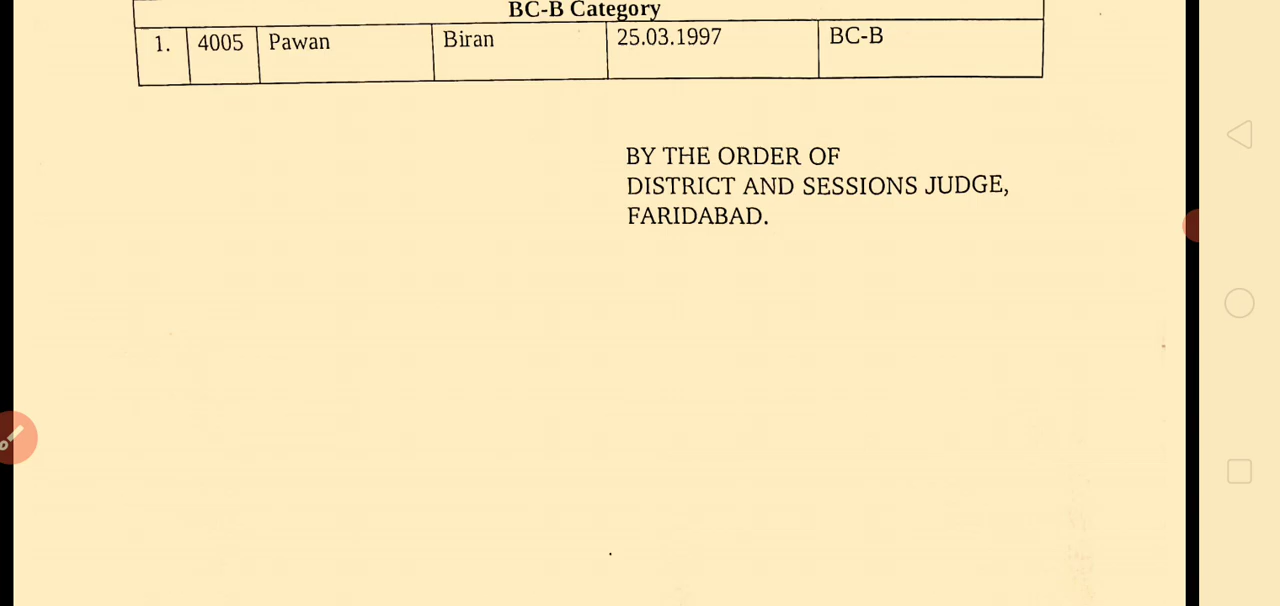 BC-B Category
1. 4005 Pawan Biran 25.03.1997 BC-B
BY THE ORDER OF
DISTRICT AND SESSIONS JUDGE,
FARIDABAD.